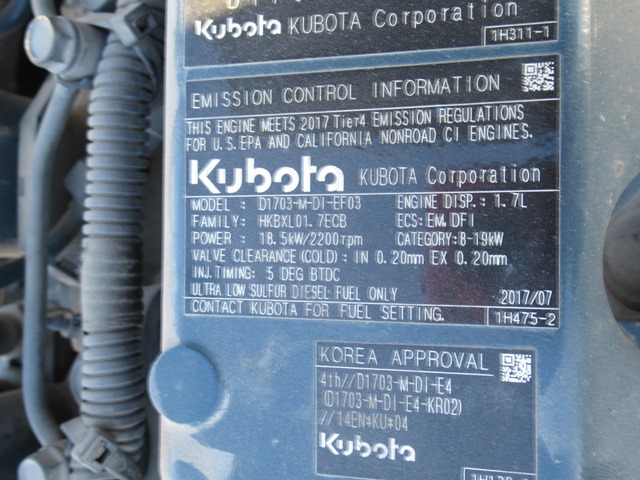 Kubota KUBOTA Corporation
1H311-1
EMISSION CONTROL INFORMATION
THIS ENGINE MEETS 2017 Tier4 EMISSION REGULATIONS
FOR U.S.EPA AND CALIFORNIA NONROAD CI ENGINES.
Kubota KUBOTA Corporation
MODEL : D1703-M-DI-EF03 ENGINE DISP.: 1.7L
FAMILY: HKBXL01.7ECB ECS:EM,DFI
POWER : 18.5kW/2200rpm CATEGORY:8-19kW
VALVE CLEARANCE(COLD): IN 0.20mm EX 0.20mm
INJ.TIMING: 5 DEG BTDC
ULTRA LOW SULFUR DIESEL FUEL ONLY 2017/07
CONTACT KUBOTA FOR FUEL SETTING. 1H475-2
KOREA APPROVAL
4th//D1703-M-DI-E4
(D1703-M-DI-E4-KR02)
//14EN*KU*04
Kubota